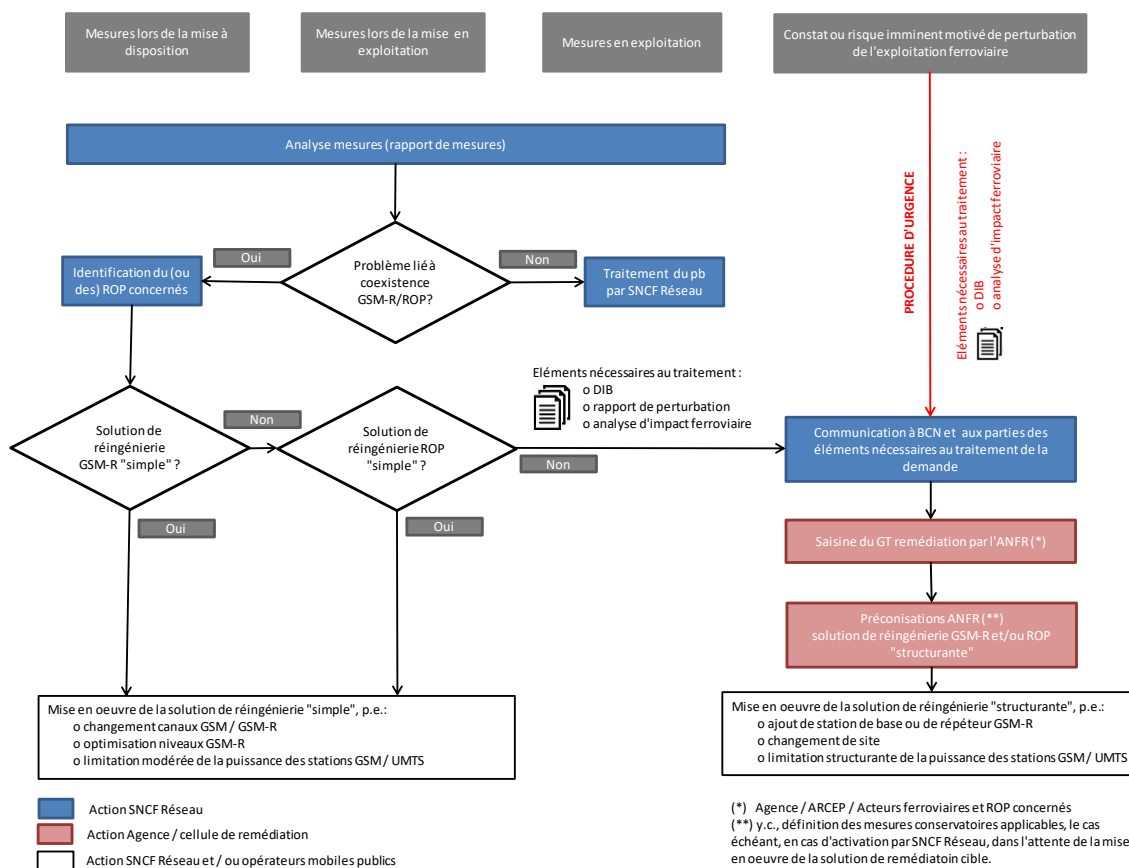 Mesures lors de la mise à
disposition
Mesures lors de la mise en
exploitation
Mesures en exploitation
Constat ou risque imminent motivé de perturbation
de l'exploitation ferroviaire
Analyse mesures (rapport de mesures)
PROCEDURE D'URGENCE
Eléments nécessaires au traitement :
o DIB
o analyse d'impact ferroviaire
Oui
Non
Problème lié à
coexistence
GSM-R/ROP?
Identification du (ou
des) ROP concernés
Traitement du pb
par SNCF Réseau
Eléments nécessaires au traitement :
o DIB
o rapport de perturbation
o analyse d'impact ferroviaire
Solution de
réingénierie
GSM-R "simple" ?
Non
Solution de
réingénierie ROP
"simple" ?
Non
Communication à BCN et aux parties des
éléments nécessaires au traitement de la
demande
Oui
Oui
Saisine du GT remédiation par l'ANFR (*)
Préconisations ANFR (**)
solution de réingénierie GSM-R et/ou ROP
"structurante"
Mise en oeuvre de la solution de réingénierie "simple", p.e.:
o changement canaux GSM / GSM-R
o optimisation niveaux GSM-R
o limitation modérée de la puissance des stations GSM / UMTS
Mise en oeuvre de la solution de réingénierie "structurante", p.e.:
o ajout de station de base ou de répéteur GSM-R
o changement de site
o limitation structurante de la puissance des stations GSM / UMTS
Action SNCF Réseau
Action Agence / cellule de remédiation
Action SNCF Réseau et / ou opérateurs mobiles publics
(*) Agence / ARCEP / Acteurs ferroviaires et ROP concernés
(**) y.c., définition des mesures conservatoires applicables, le cas
échéant, en cas d'activation par SNCF Réseau, dans l'attente de la mise
en oeuvre de la solution de remédiatoin cible.